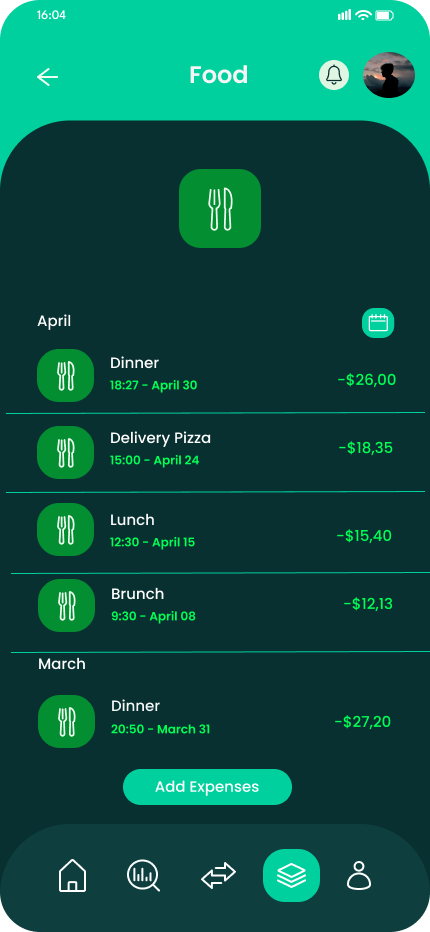 16:04
Food
April
Dinner
18:27 - April 30
-$26,00
Delivery Pizza
15:00 - April 24
-$18,35
Lunch
12:30 - April 15
-$15,40
Brunch
9:30 - April 08
-$12,13
March
Dinner
20:50 - March 31
-$27,20
Add Expenses